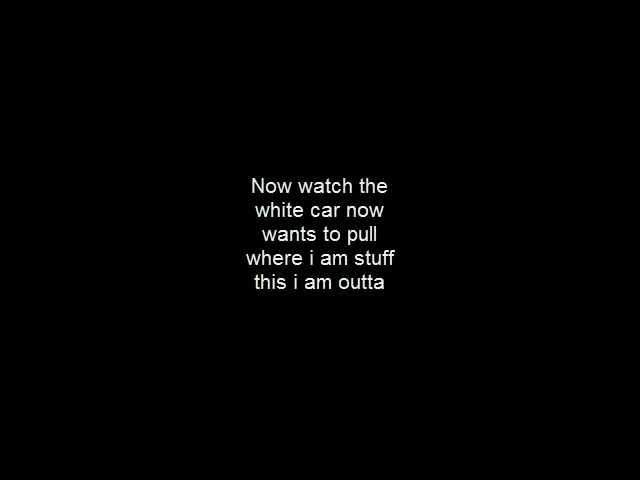 Now watch the
white car now
wants to pull
where i am stuff
this i am outta